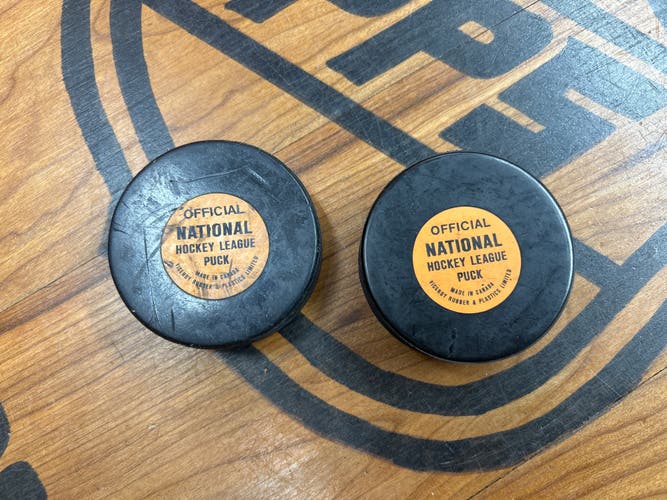 OFFICIAL
NATIONAL
HOCKEY LEAGUE
PUCK
MADE IN CANADA
VICEROY RUBBER & PLASTICS LIMITED
OFFICIAL
NATIONAL
HOCKEY LEAGUE
PUCK
MADE IN CANADA
VICEROY RUBBER & PLASTICS LIMITED